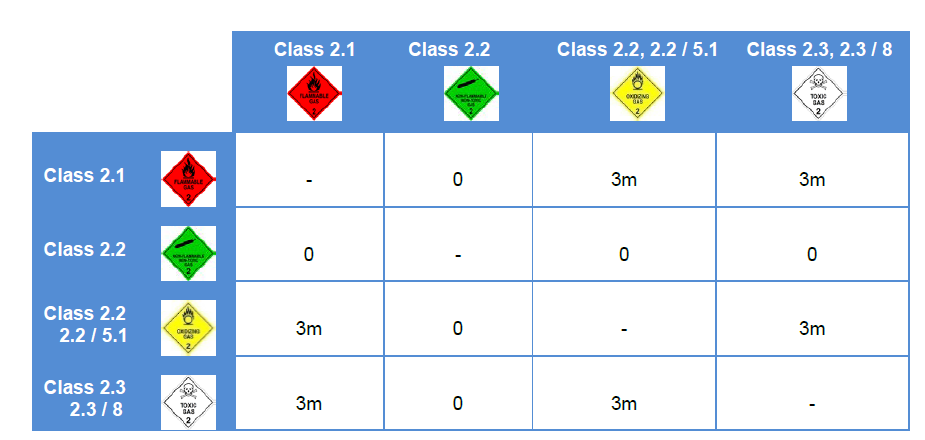 Class 2.1 Class 2.2 Class 2.2, 2.2 / 5.1 Class 2.3, 2.3 / 8
FLAMMABLE
GAS
2
NON-FLAMMABLE
NON-TOXIC
GAS
2
OXIDIZING
GAS
2
TOXIC
GAS
2
Class 2.1
FLAMMABLE
GAS
2
- 0 3m 3m
Class 2.2
NON-FLAMMABLE
NON-TOXIC
GAS
2
0 - 0 0
Class 2.2
2.2 / 5.1
OXIDIZING
GAS
2
3m 0 - 3m
Class 2.3
2.3 / 8
TOXIC
GAS
2
3m 0 3m -